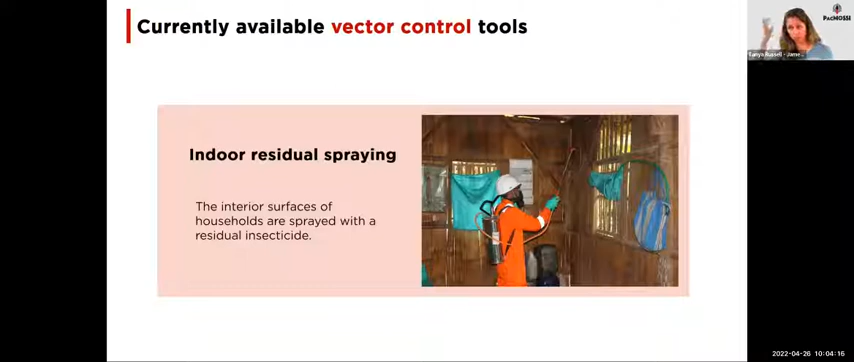 Currently available vector control tools
PacMOSSI
Indoor residual spraying
The interior surfaces of
households are sprayed with a
residual insecticide.
2022-04-26 10:04:16